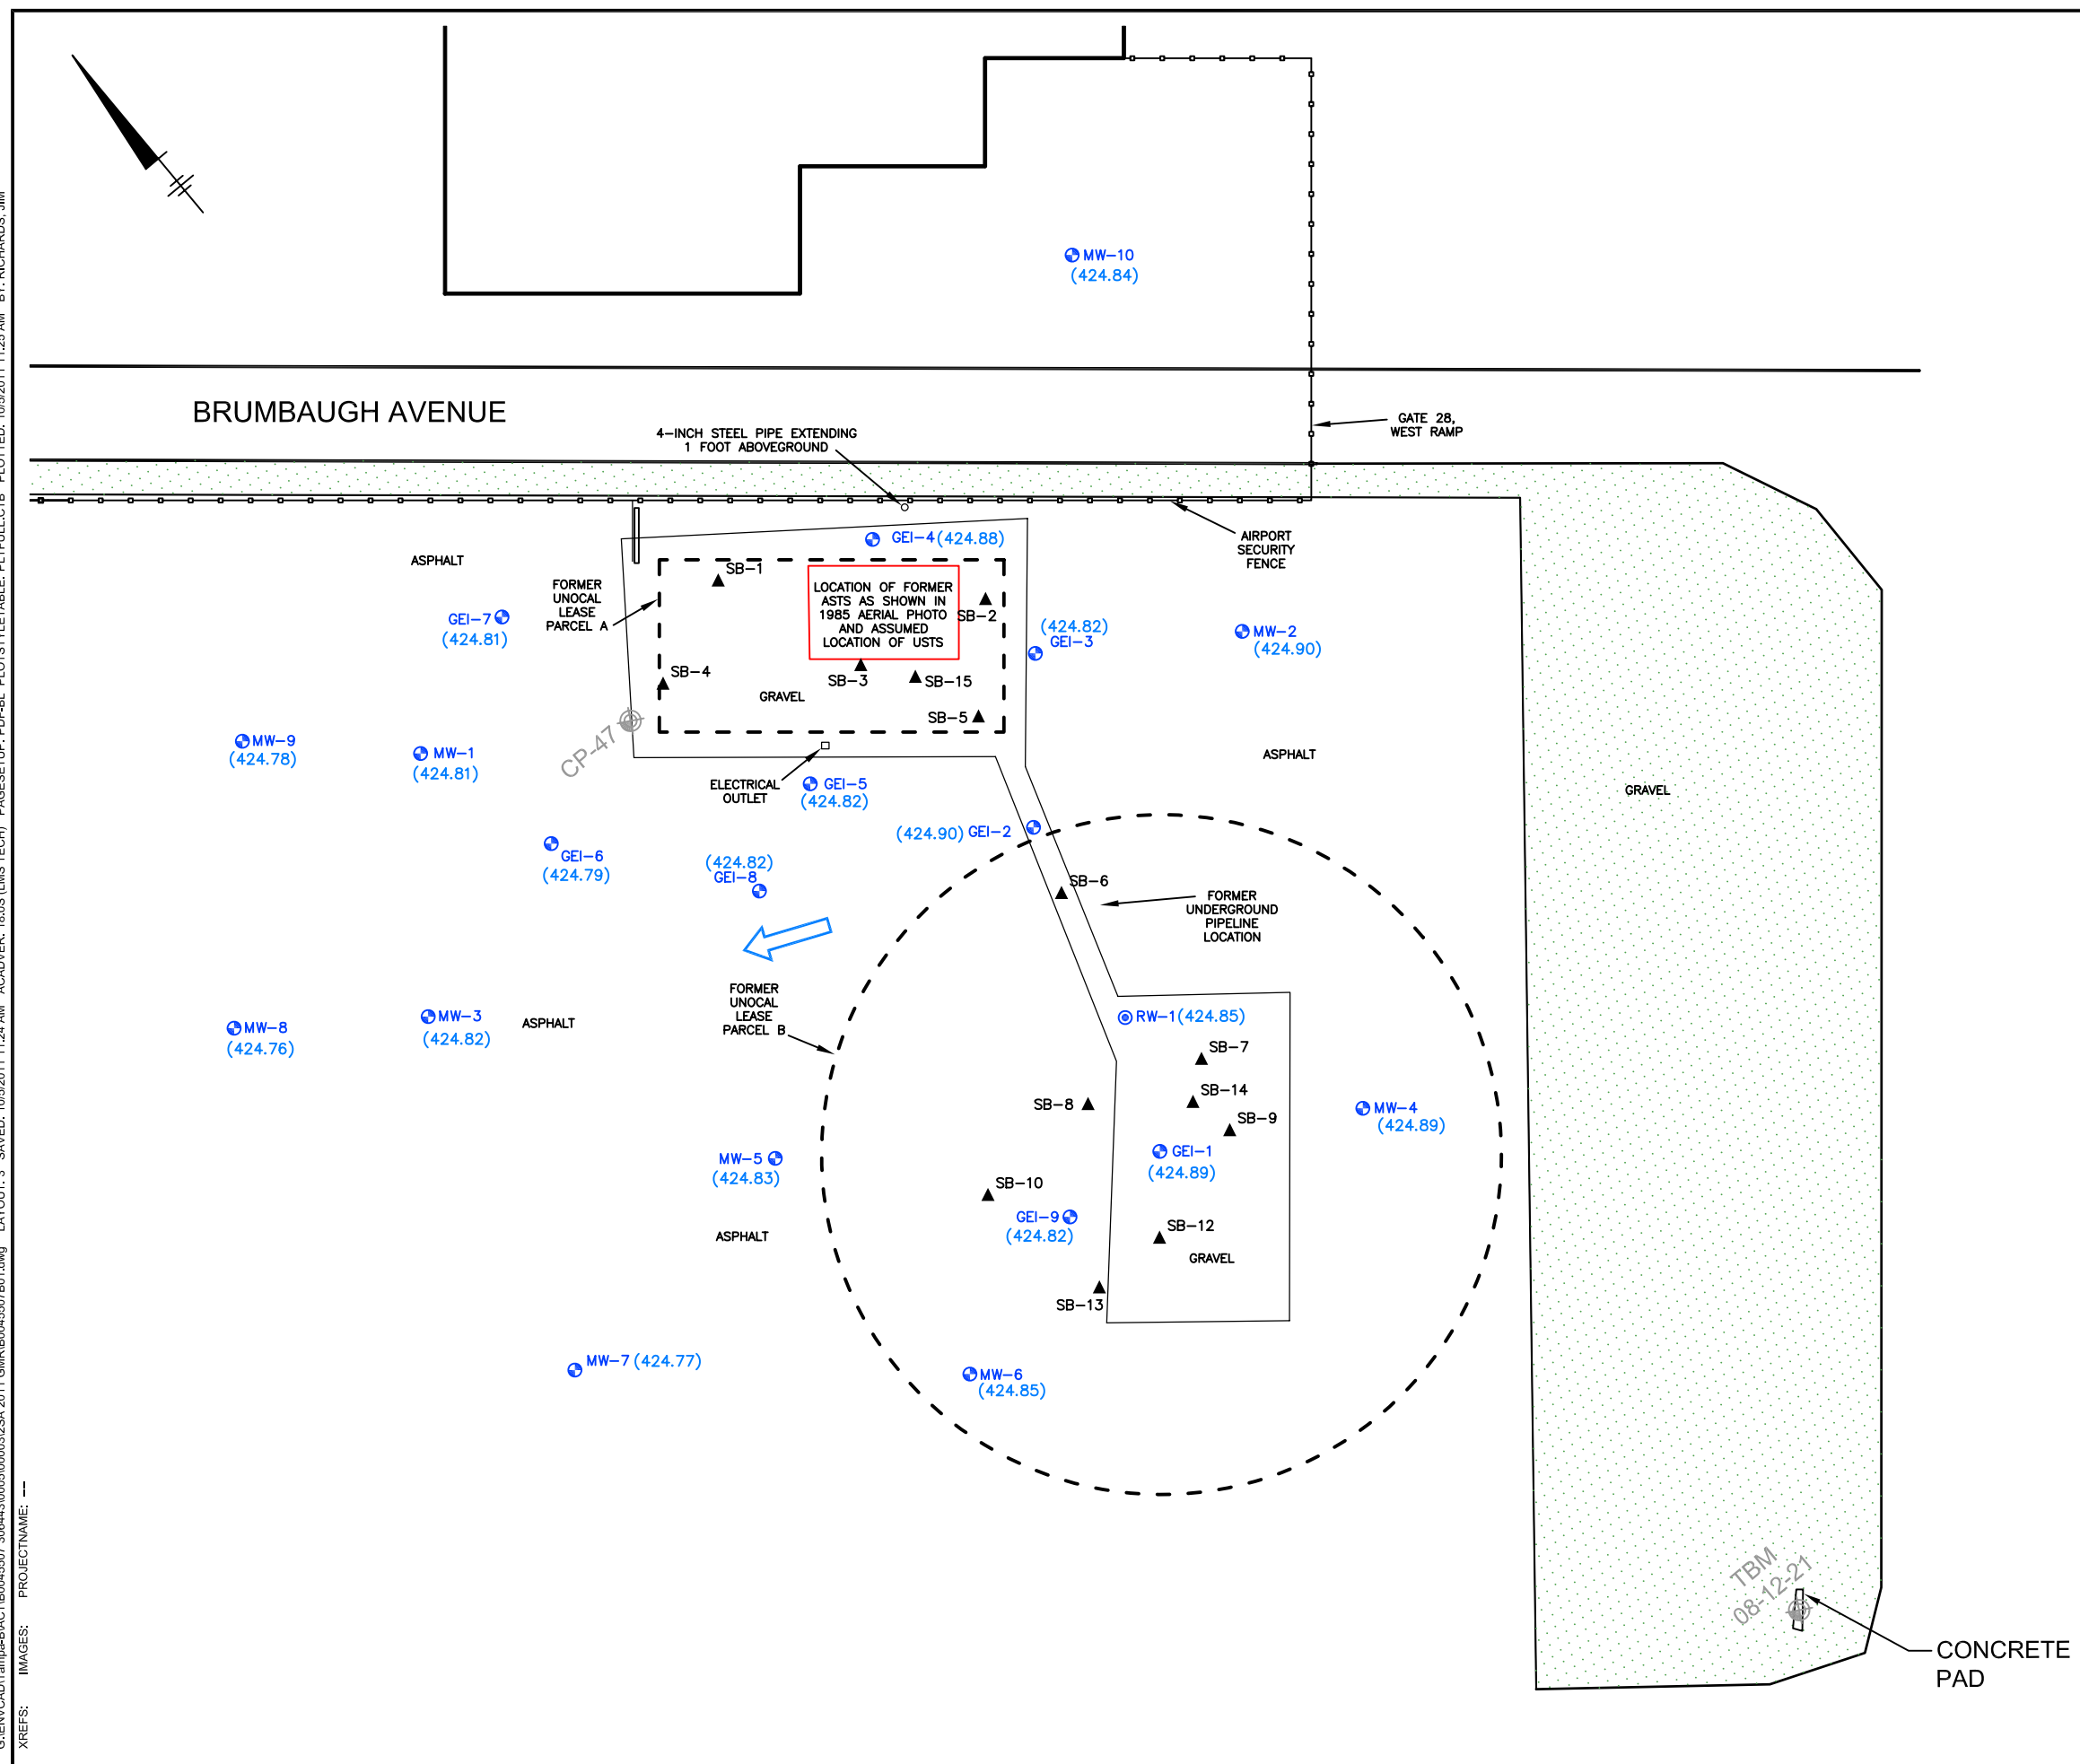 MW-10
(424.84)
BRUMBAUGH AVENUE
4-INCH STEEL PIPE EXTENDING
1 FOOT ABOVEGROUND
GATE 28,
WEST RAMP
AIRPORT
SECURITY
FENCE
ASPHALT
FORMER
UNOCAL
LEASE
PARCEL A
GEI-4 (424.88)
SB-1
LOCATION OF FORMER
ASTS AS SHOWN IN
1985 AERIAL PHOTO
AND ASSUMED
LOCATION OF USTS
SB-2
GEI-7
(424.81)
(424.82)
GEI-3
MW-2
(424.90)
SB-4
SB-3
SB-15
GRAVEL
SB-5
CP-47
MW-9
(424.78)
MW-1
(424.81)
ELECTRICAL
OUTLET
GEI-5
(424.82)
ASPHALT
GRAVEL
(424.90) GEI-2
GEI-6
(424.79)
(424.82)
GEI-8
SB-6
FORMER
UNDERGROUND
PIPELINE
LOCATION
FORMER
UNOCAL
LEASE
PARCEL B
MW-8
(424.76)
MW-3
(424.82)
ASPHALT
RW-1 (424.85)
SB-7
SB-14
SB-8
SB-9
MW-4
(424.89)
MW-5
(424.83)
GEI-1
(424.89)
SB-10
GEI-9
(424.82)
SB-12
ASPHALT
GRAVEL
SB-13
MW-7 (424.77)
MW-6
(424.85)
TBM
08-12-21
CONCRETE
PAD
XREFS: IMAGES: PROJECTNAME: --